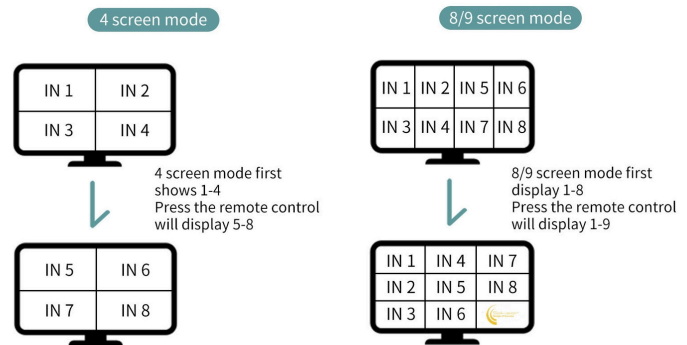 4 screen mode
IN 1 IN 2
IN 3 IN 4
4 screen mode first
shows 1-4
Press the remote control
will display 5-8
IN 5 IN 6
IN 7 IN 8
8/9 screen mode
IN 1 IN 2 IN 5 IN 6
IN 3 IN 4 IN 7 IN 8
8/9 screen mode first
display 1-8
Press the remote control
will display 1-9
IN 1 IN 4 IN 7
IN 2 IN 5 IN 8
IN 3 IN 6